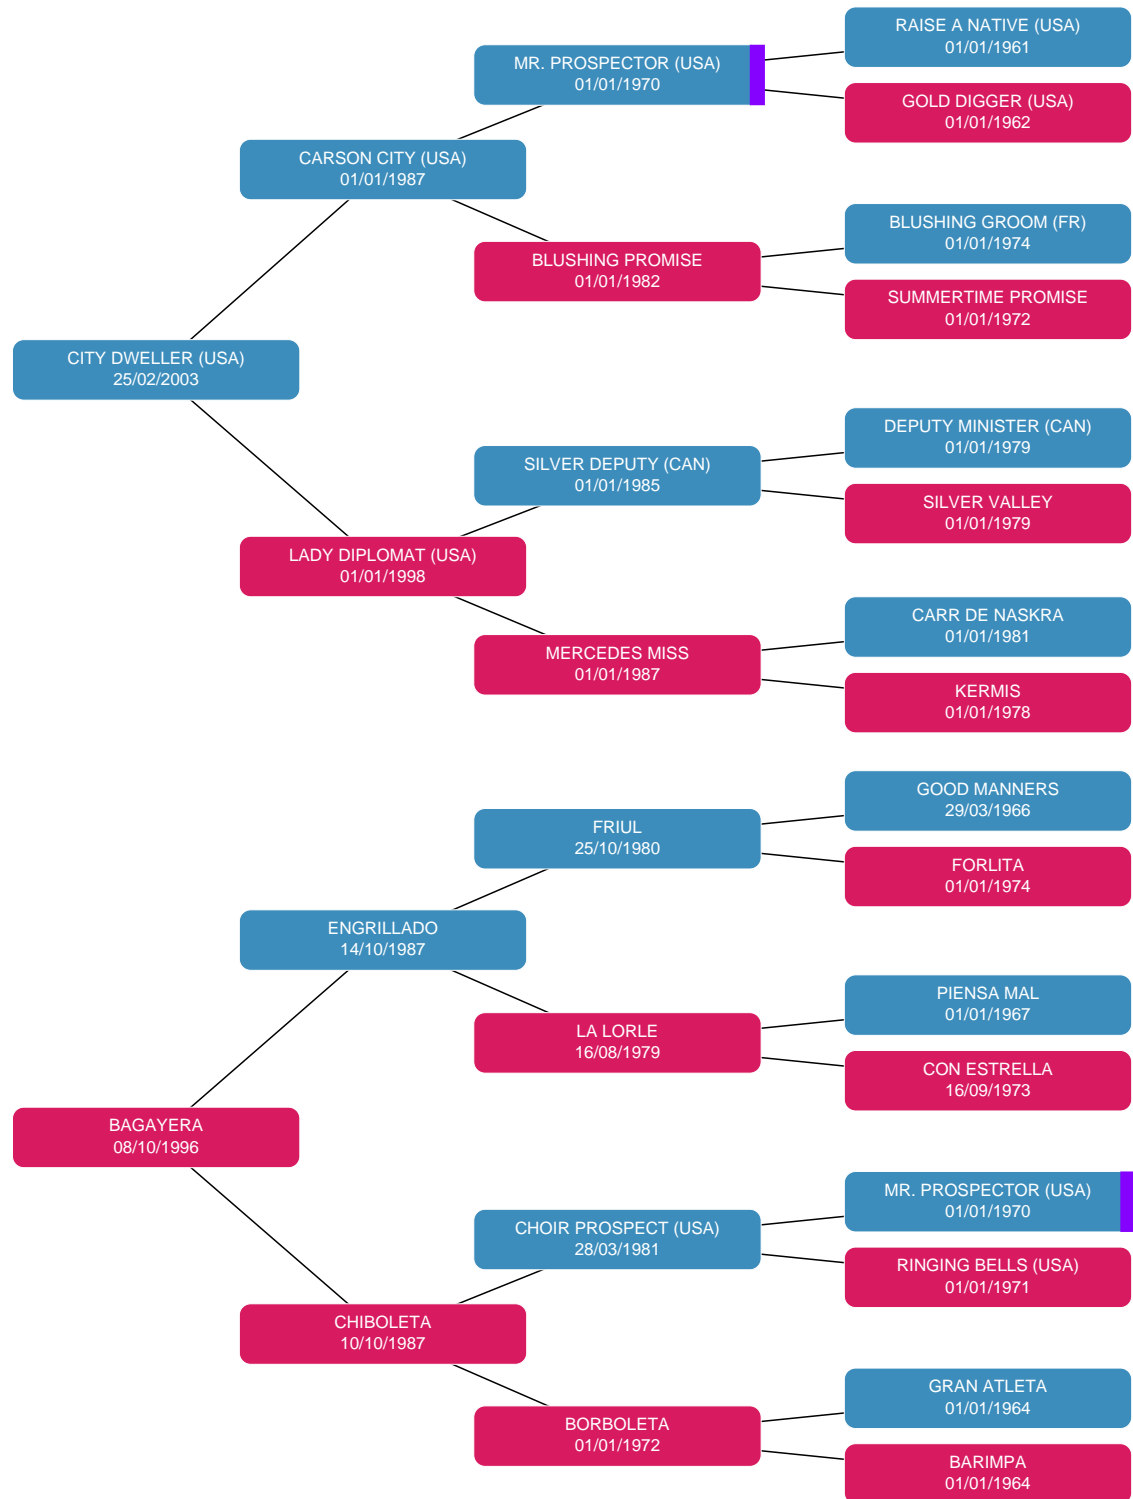 RAISE A NATIVE (USA)
01/01/1961
MR. PROSPECTOR (USA)
01/01/1970
GOLD DIGGER (USA)
01/01/1962
CARSON CITY (USA)
01/01/1987
BLUSHING GROOM (FR)
01/01/1974
BLUSHING PROMISE
01/01/1982
SUMMERTIME PROMISE
01/01/1972
CITY DWELLER (USA)
25/02/2003
DEPUTY MINISTER (CAN)
01/01/1979
SILVER DEPUTY (CAN)
01/01/1985
SILVER VALLEY
01/01/1979
LADY DIPLOMAT (USA)
01/01/1998
CARR DE NASKRA
01/01/1981
MERCEDES MISS
01/01/1987
KERMIS
01/01/1978
GOOD MANNERS
29/03/1966
FRIUL
25/10/1980
FORLITA
01/01/1974
ENGRILLADO
14/10/1987
PIENSA MAL
01/01/1967
LA LORLE
16/08/1979
CON ESTRELLA
16/09/1973
BAGAYERA
08/10/1996
MR. PROSPECTOR (USA)
01/01/1970
CHOIR PROSPECT (USA)
28/03/1981
RINGING BELLS (USA)
01/01/1971
CHIBOLETA
10/10/1987
GRAN ATLETA
01/01/1964
BORBOLETA
01/01/1972
BARIMPA
01/01/1964